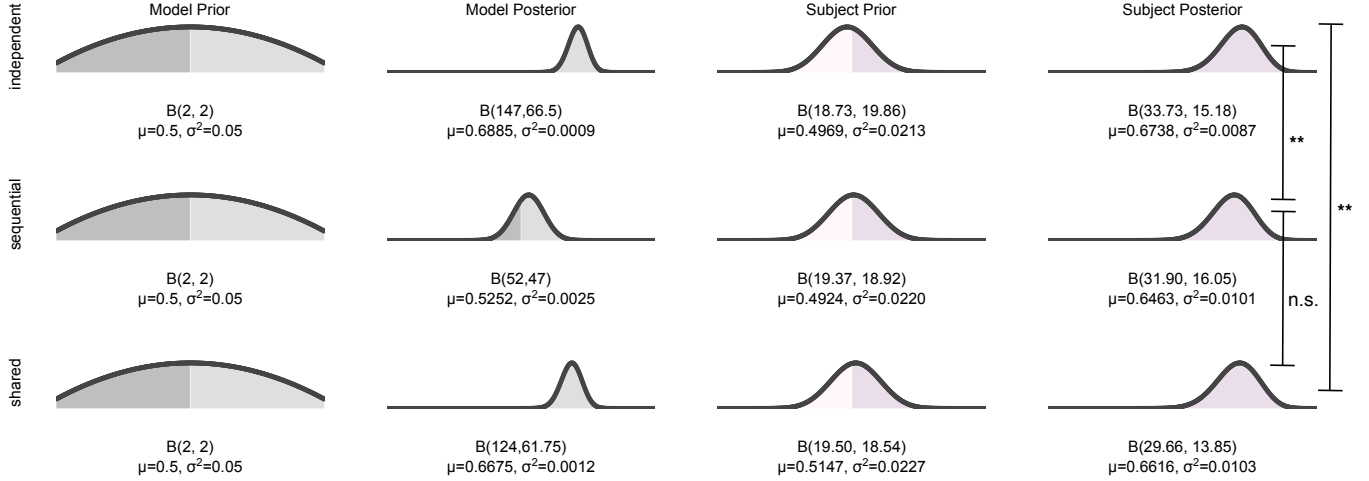 Model Prior
Model Posterior
Subject Prior
Subject Posterior
independent
B(2, 2)
μ=0.5, σ²=0.05
B(147,66.5)
μ=0.6885, σ²=0.0009
B(18.73, 19.86)
μ=0.4969, σ²=0.0213
B(33.73, 15.18)
μ=0.6738, σ²=0.0087
**
**
sequential
B(2, 2)
μ=0.5, σ²=0.05
B(52,47)
μ=0.5252, σ²=0.0025
B(19.37, 18.92)
μ=0.4924, σ²=0.0220
B(31.90, 16.05)
μ=0.6463, σ²=0.0101
n.s.
shared
B(2, 2)
μ=0.5, σ²=0.05
B(124,61.75)
μ=0.6675, σ²=0.0012
B(19.50, 18.54)
μ=0.5147, σ²=0.0227
B(29.66, 13.85)
μ=0.6616, σ²=0.0103